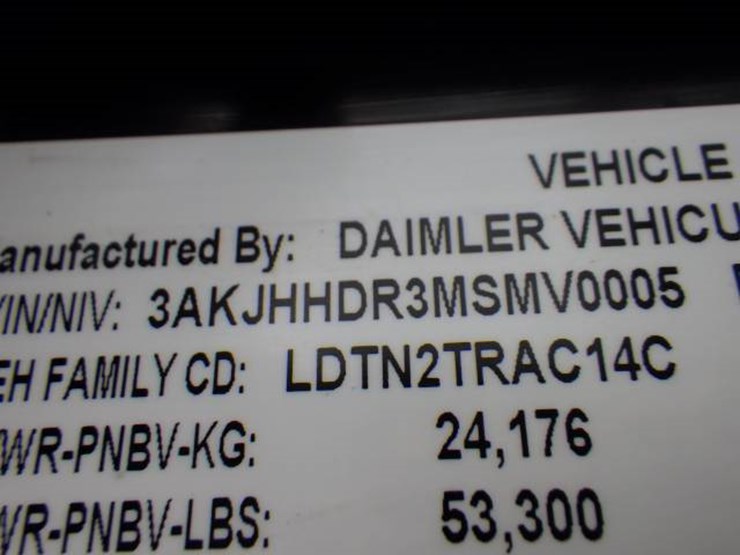 VEHICLE
anufactured By: DAIMLER VEHICU
IN/NIV: 3AKJHHDR3MSMV0005
EH FAMILY CD: LDTN2TRAC14C
WR-PNBV-KG: 24,176
VR-PNBV-LBS: 53,300